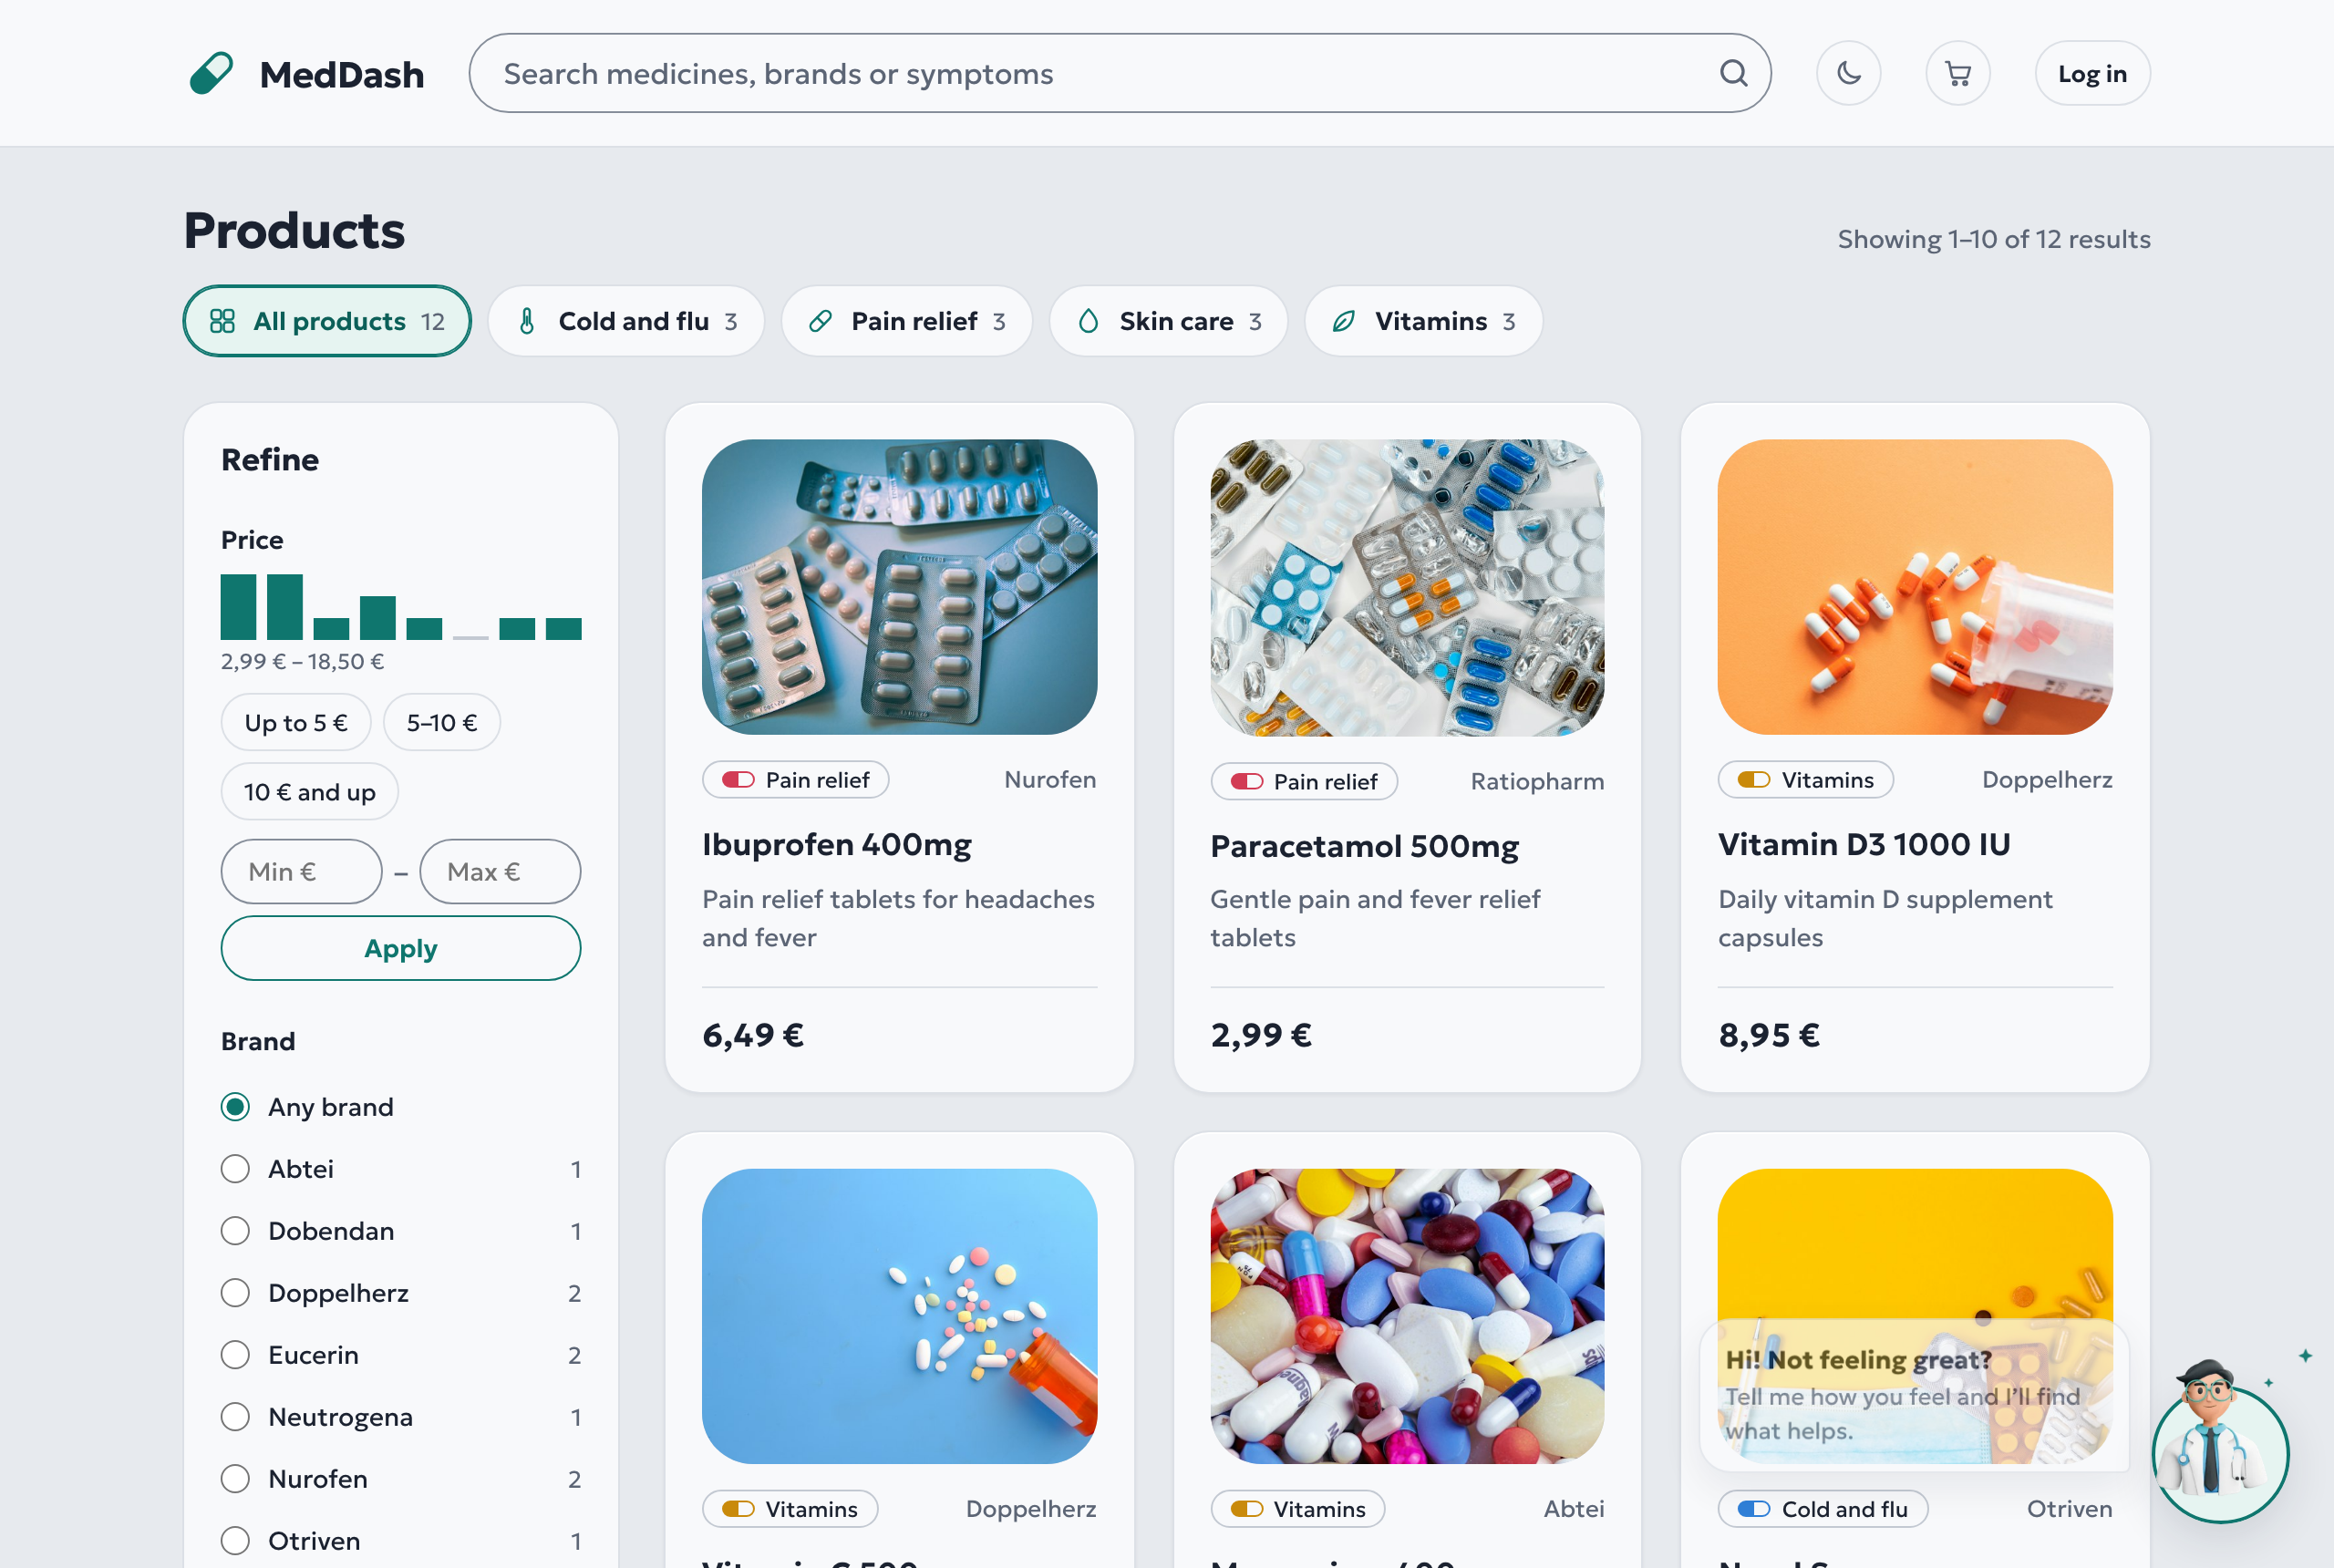 MedDash
Search medicines, brands or symptoms
Log in
Products
Showing 1–10 of 12 results
All products 12
Cold and flu 3
Pain relief 3
Skin care 3
Vitamins 3
Refine
Price
2,99 € – 18,50 €
Up to 5 €
5–10 €
10 € and up
Min €
–
Max €
Apply
Brand
Any brand
Abtei 1
Dobendan 1
Doppelherz 2
Eucerin 2
Neutrogena 1
Nurofen 2
Otriven 1
Pain relief
Nurofen
Ibuprofen 400mg
Pain relief tablets for headaches
and fever
6,49 €
Pain relief
Ratiopharm
Paracetamol 500mg
Gentle pain and fever relief
tablets
2,99 €
Vitamins
Doppelherz
Vitamin D3 1000 IU
Daily vitamin D supplement
capsules
8,95 €
Vitamins
Doppelherz
Vitamins
Abtei
Hi! Not feeling great?
Tell me how you feel and I’ll find
what helps.
Cold and flu
Otriven